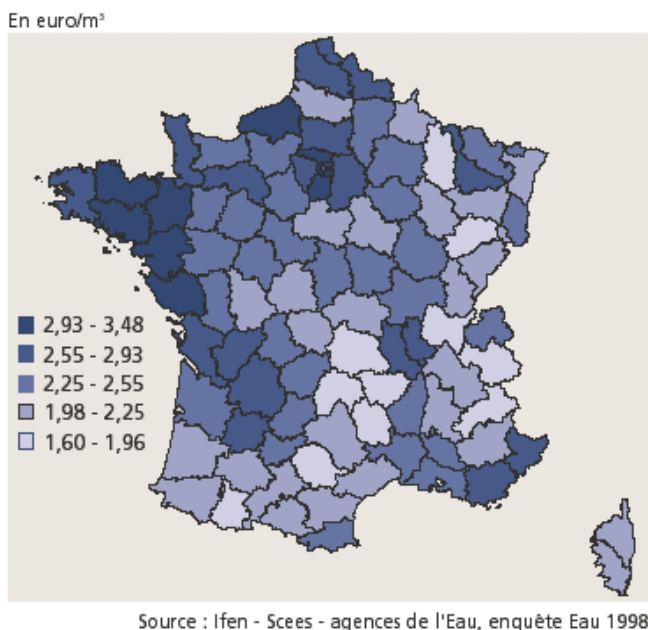 En euro/m³
2,93 - 3,48
2,55 - 2,93
2,25 - 2,55
1,98 - 2,25
1,60 - 1,96
Source : Ifen - Scees - agences de l'Eau, enquête Eau 1998